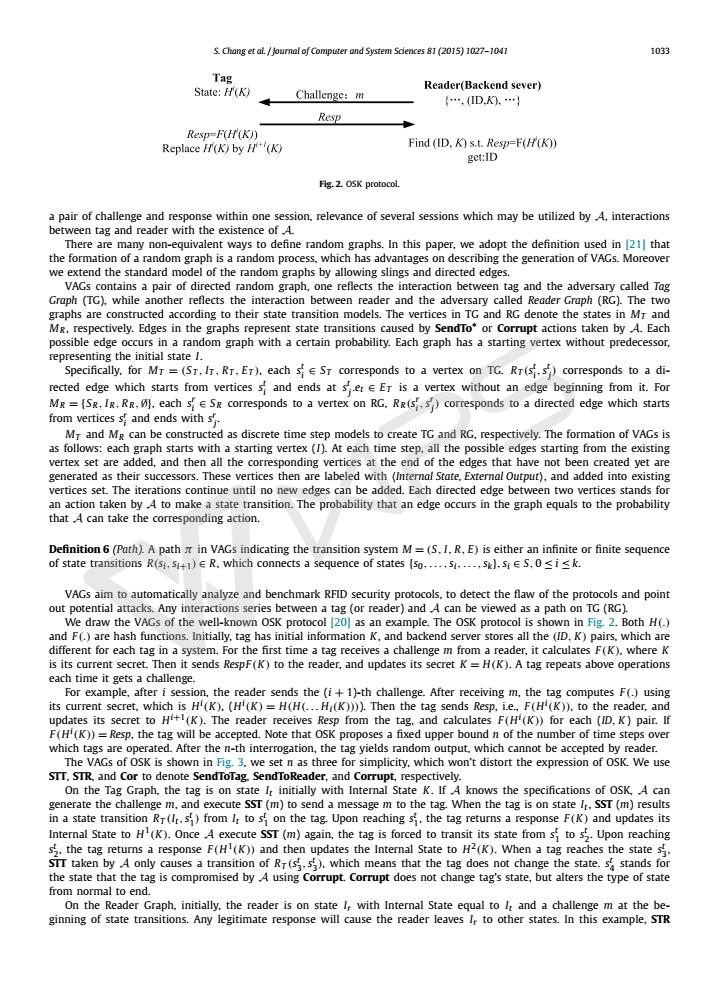 S. Chang et al. / Journal of Computer and System Sciences 81 (2015) 1027–1041 1033
Tag
State: Hⁱ(K)
Challenge：m
Reader(Backend sever)
{···, (ID,K), ···}
Resp
Resp=F(Hⁱ(K))
Replace Hⁱ(K) by Hⁱ⁺¹(K)
Find (ID, K) s.t. Resp=F(Hⁱ(K))
get:ID
Fig. 2. OSK protocol.
a pair of challenge and response within one session, relevance of several sessions which may be utilized by A, interactions
between tag and reader with the existence of A.
There are many non-equivalent ways to define random graphs. In this paper, we adopt the definition used in [21] that
the formation of a random graph is a random process, which has advantages on describing the generation of VAGs. Moreover
we extend the standard model of the random graphs by allowing slings and directed edges.
VAGs contains a pair of directed random graph, one reflects the interaction between tag and the adversary called Tag
Graph (TG), while another reflects the interaction between reader and the adversary called Reader Graph (RG). The two
graphs are constructed according to their state transition models. The vertices in TG and RG denote the states in M_T and
M_R, respectively. Edges in the graphs represent state transitions caused by SendTo* or Corrupt actions taken by A. Each
possible edge occurs in a random graph with a certain probability. Each graph has a starting vertex without predecessor,
representing the initial state I.
Specifically, for M_T = (S_T, I_T, R_T, E_T), each s_i^t ∈ S_T corresponds to a vertex on TG. R_T(s_i^t, s_j^t) corresponds to a di-
rected edge which starts from vertices s_i^t and ends at s_j^t.e_t ∈ E_T is a vertex without an edge beginning from it. For
M_R = {S_R, I_R, R_R, Ø}, each s_i^r ∈ S_R corresponds to a vertex on RG, R_R(s_i^r, s_j^r) corresponds to a directed edge which starts
from vertices s_i^r and ends with s_j^r.
M_T and M_R can be constructed as discrete time step models to create TG and RG, respectively. The formation of VAGs is
as follows: each graph starts with a starting vertex (I). At each time step, all the possible edges starting from the existing
vertex set are added, and then all the corresponding vertices at the end of the edges that have not been created yet are
generated as their successors. These vertices then are labeled with ⟨Internal State, External Output⟩, and added into existing
vertices set. The iterations continue until no new edges can be added. Each directed edge between two vertices stands for
an action taken by A to make a state transition. The probability that an edge occurs in the graph equals to the probability
that A can take the corresponding action.
Definition 6 (Path). A path π in VAGs indicating the transition system M = (S, I, R, E) is either an infinite or finite sequence
of state transitions R(s_i, s_{i+1}) ∈ R, which connects a sequence of states {s_0, ..., s_i, ..., s_k}, s_i ∈ S, 0 ≤ i ≤ k.
VAGs aim to automatically analyze and benchmark RFID security protocols, to detect the flaw of the protocols and point
out potential attacks. Any interactions series between a tag (or reader) and A can be viewed as a path on TG (RG).
We draw the VAGs of the well-known OSK protocol [20] as an example. The OSK protocol is shown in Fig. 2. Both H(.)
and F(.) are hash functions. Initially, tag has initial information K, and backend server stores all the (ID, K) pairs, which are
different for each tag in a system. For the first time a tag receives a challenge m from a reader, it calculates F(K), where K
is its current secret. Then it sends RespF(K) to the reader, and updates its secret K = H(K). A tag repeats above operations
each time it gets a challenge.
For example, after i session, the reader sends the (i + 1)-th challenge. After receiving m, the tag computes F(.) using
its current secret, which is Hⁱ(K), (Hⁱ(K) = H(H(...H_i(K)))). Then the tag sends Resp, i.e., F(Hⁱ(K)), to the reader, and
updates its secret to Hⁱ⁺¹(K). The reader receives Resp from the tag, and calculates F(Hⁱ(K)) for each (ID, K) pair. If
F(Hⁱ(K)) = Resp, the tag will be accepted. Note that OSK proposes a fixed upper bound n of the number of time steps over
which tags are operated. After the n-th interrogation, the tag yields random output, which cannot be accepted by reader.
The VAGs of OSK is shown in Fig. 3, we set n as three for simplicity, which won't distort the expression of OSK. We use
STT, STR, and Cor to denote SendToTag, SendToReader, and Corrupt, respectively.
On the Tag Graph, the tag is on state I_t initially with Internal State K. If A knows the specifications of OSK, A can
generate the challenge m, and execute SST (m) to send a message m to the tag. When the tag is on state I_t, SST (m) results
in a state transition R_T(I_t, s_1^t) from I_t to s_1^t on the tag. Upon reaching s_1^t, the tag returns a response F(K) and updates its
Internal State to H¹(K). Once A execute SST (m) again, the tag is forced to transit its state from s_1^t to s_2^t. Upon reaching
s_2^t, the tag returns a response F(H¹(K)) and then updates the Internal State to H²(K). When a tag reaches the state s_3^t,
STT taken by A only causes a transition of R_T(s_3^t, s_3^t), which means that the tag does not change the state. s_4^t stands for
the state that the tag is compromised by A using Corrupt. Corrupt does not change tag's state, but alters the type of state
from normal to end.
On the Reader Graph, initially, the reader is on state I_r with Internal State equal to I_t and a challenge m at the be-
ginning of state transitions. Any legitimate response will cause the reader leaves I_r to other states. In this example, STR